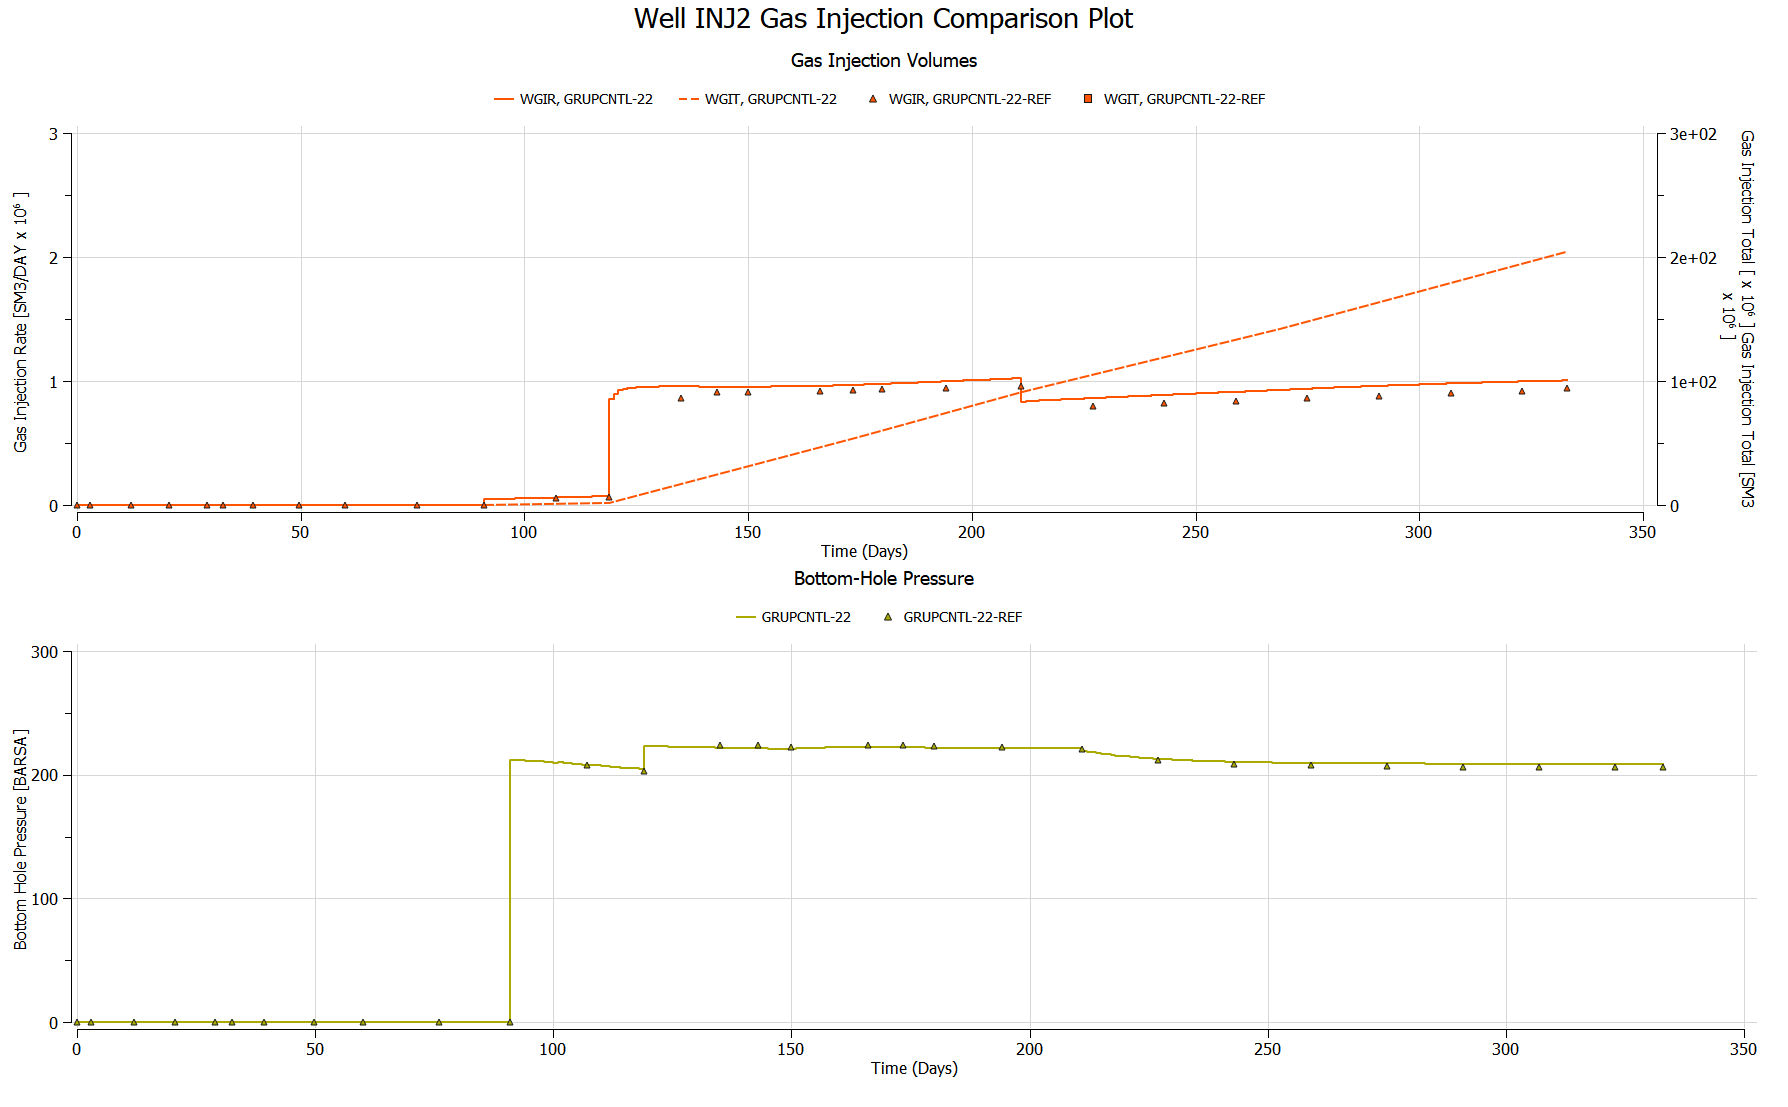 Well INJ2 Gas Injection Comparison Plot
Gas Injection Volumes
WGIR, GRUPCNTL-22 WGIT, GRUPCNTL-22 WGIR, GRUPCNTL-22-REF WGIT, GRUPCNTL-22-REF
Gas Injection Rate [SM3/DAY x 10⁶ ]
3
2
1
0
3e+02
2e+02
1e+02
0
Gas Injection Total [ x 10⁶ ] Gas Injection Total [SM3
x 10⁶ ]
0 50 100 150 200 250 300 350
Time (Days)
Bottom-Hole Pressure
GRUPCNTL-22 GRUPCNTL-22-REF
Bottom Hole Pressure [BARSA]
300
200
100
0
0 50 100 150 200 250 300 350
Time (Days)